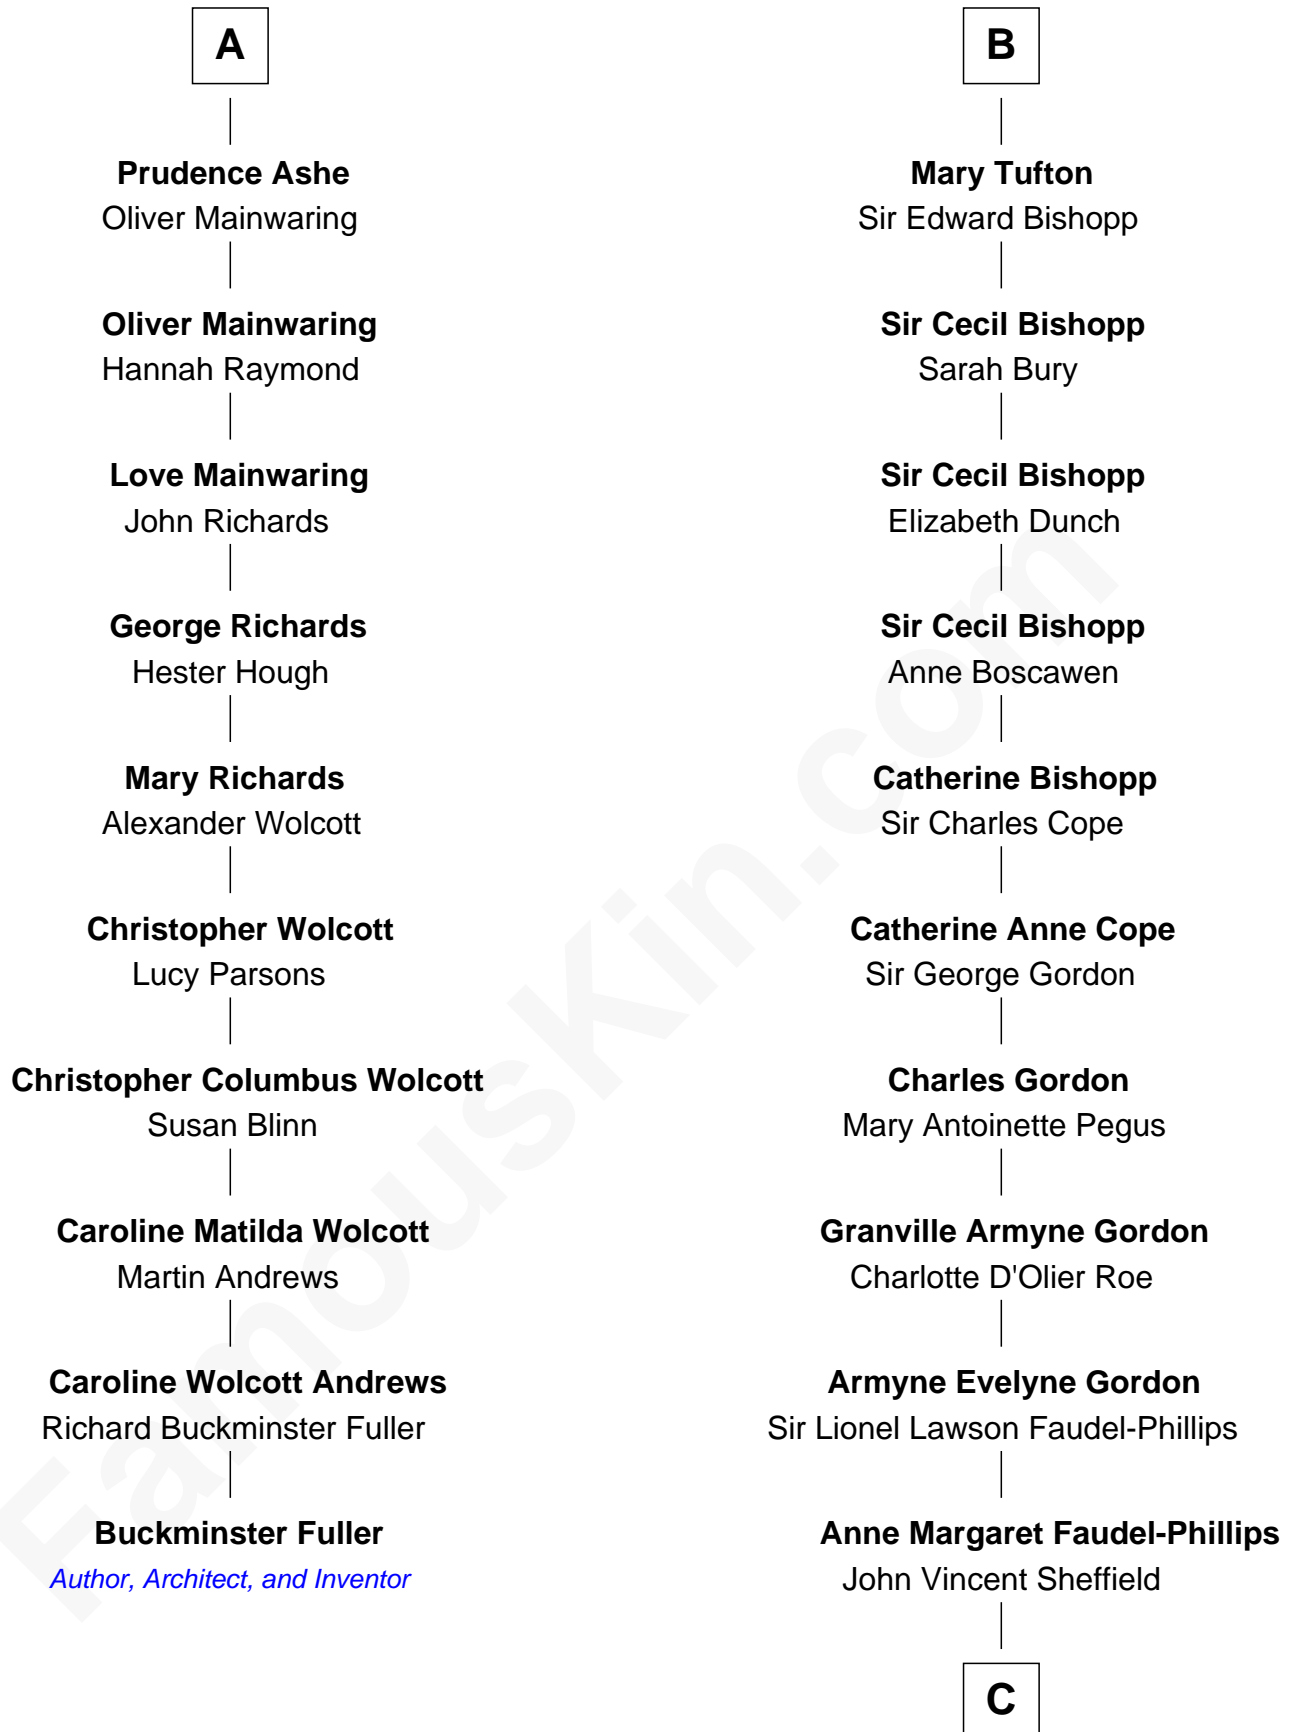 A
Prudence Ashe
Oliver Mainwaring
Oliver Mainwaring
Hannah Raymond
Love Mainwaring
John Richards
George Richards
Hester Hough
Mary Richards
Alexander Wolcott
Christopher Wolcott
Lucy Parsons
Christopher Columbus Wolcott
Susan Blinn
Caroline Matilda Wolcott
Martin Andrews
Caroline Wolcott Andrews
Richard Buckminster Fuller
Buckminster Fuller
Author, Architect, and Inventor
B
Mary Tufton
Sir Edward Bishopp
Sir Cecil Bishopp
Sarah Bury
Sir Cecil Bishopp
Elizabeth Dunch
Sir Cecil Bishopp
Anne Boscawen
Catherine Bishopp
Sir Charles Cope
Catherine Anne Cope
Sir George Gordon
Charles Gordon
Mary Antoinette Pegus
Granville Armyne Gordon
Charlotte D'Olier Roe
Armyne Evelyne Gordon
Sir Lionel Lawson Faudel-Phillips
Anne Margaret Faudel-Phillips
John Vincent Sheffield
C
FamousKin.com